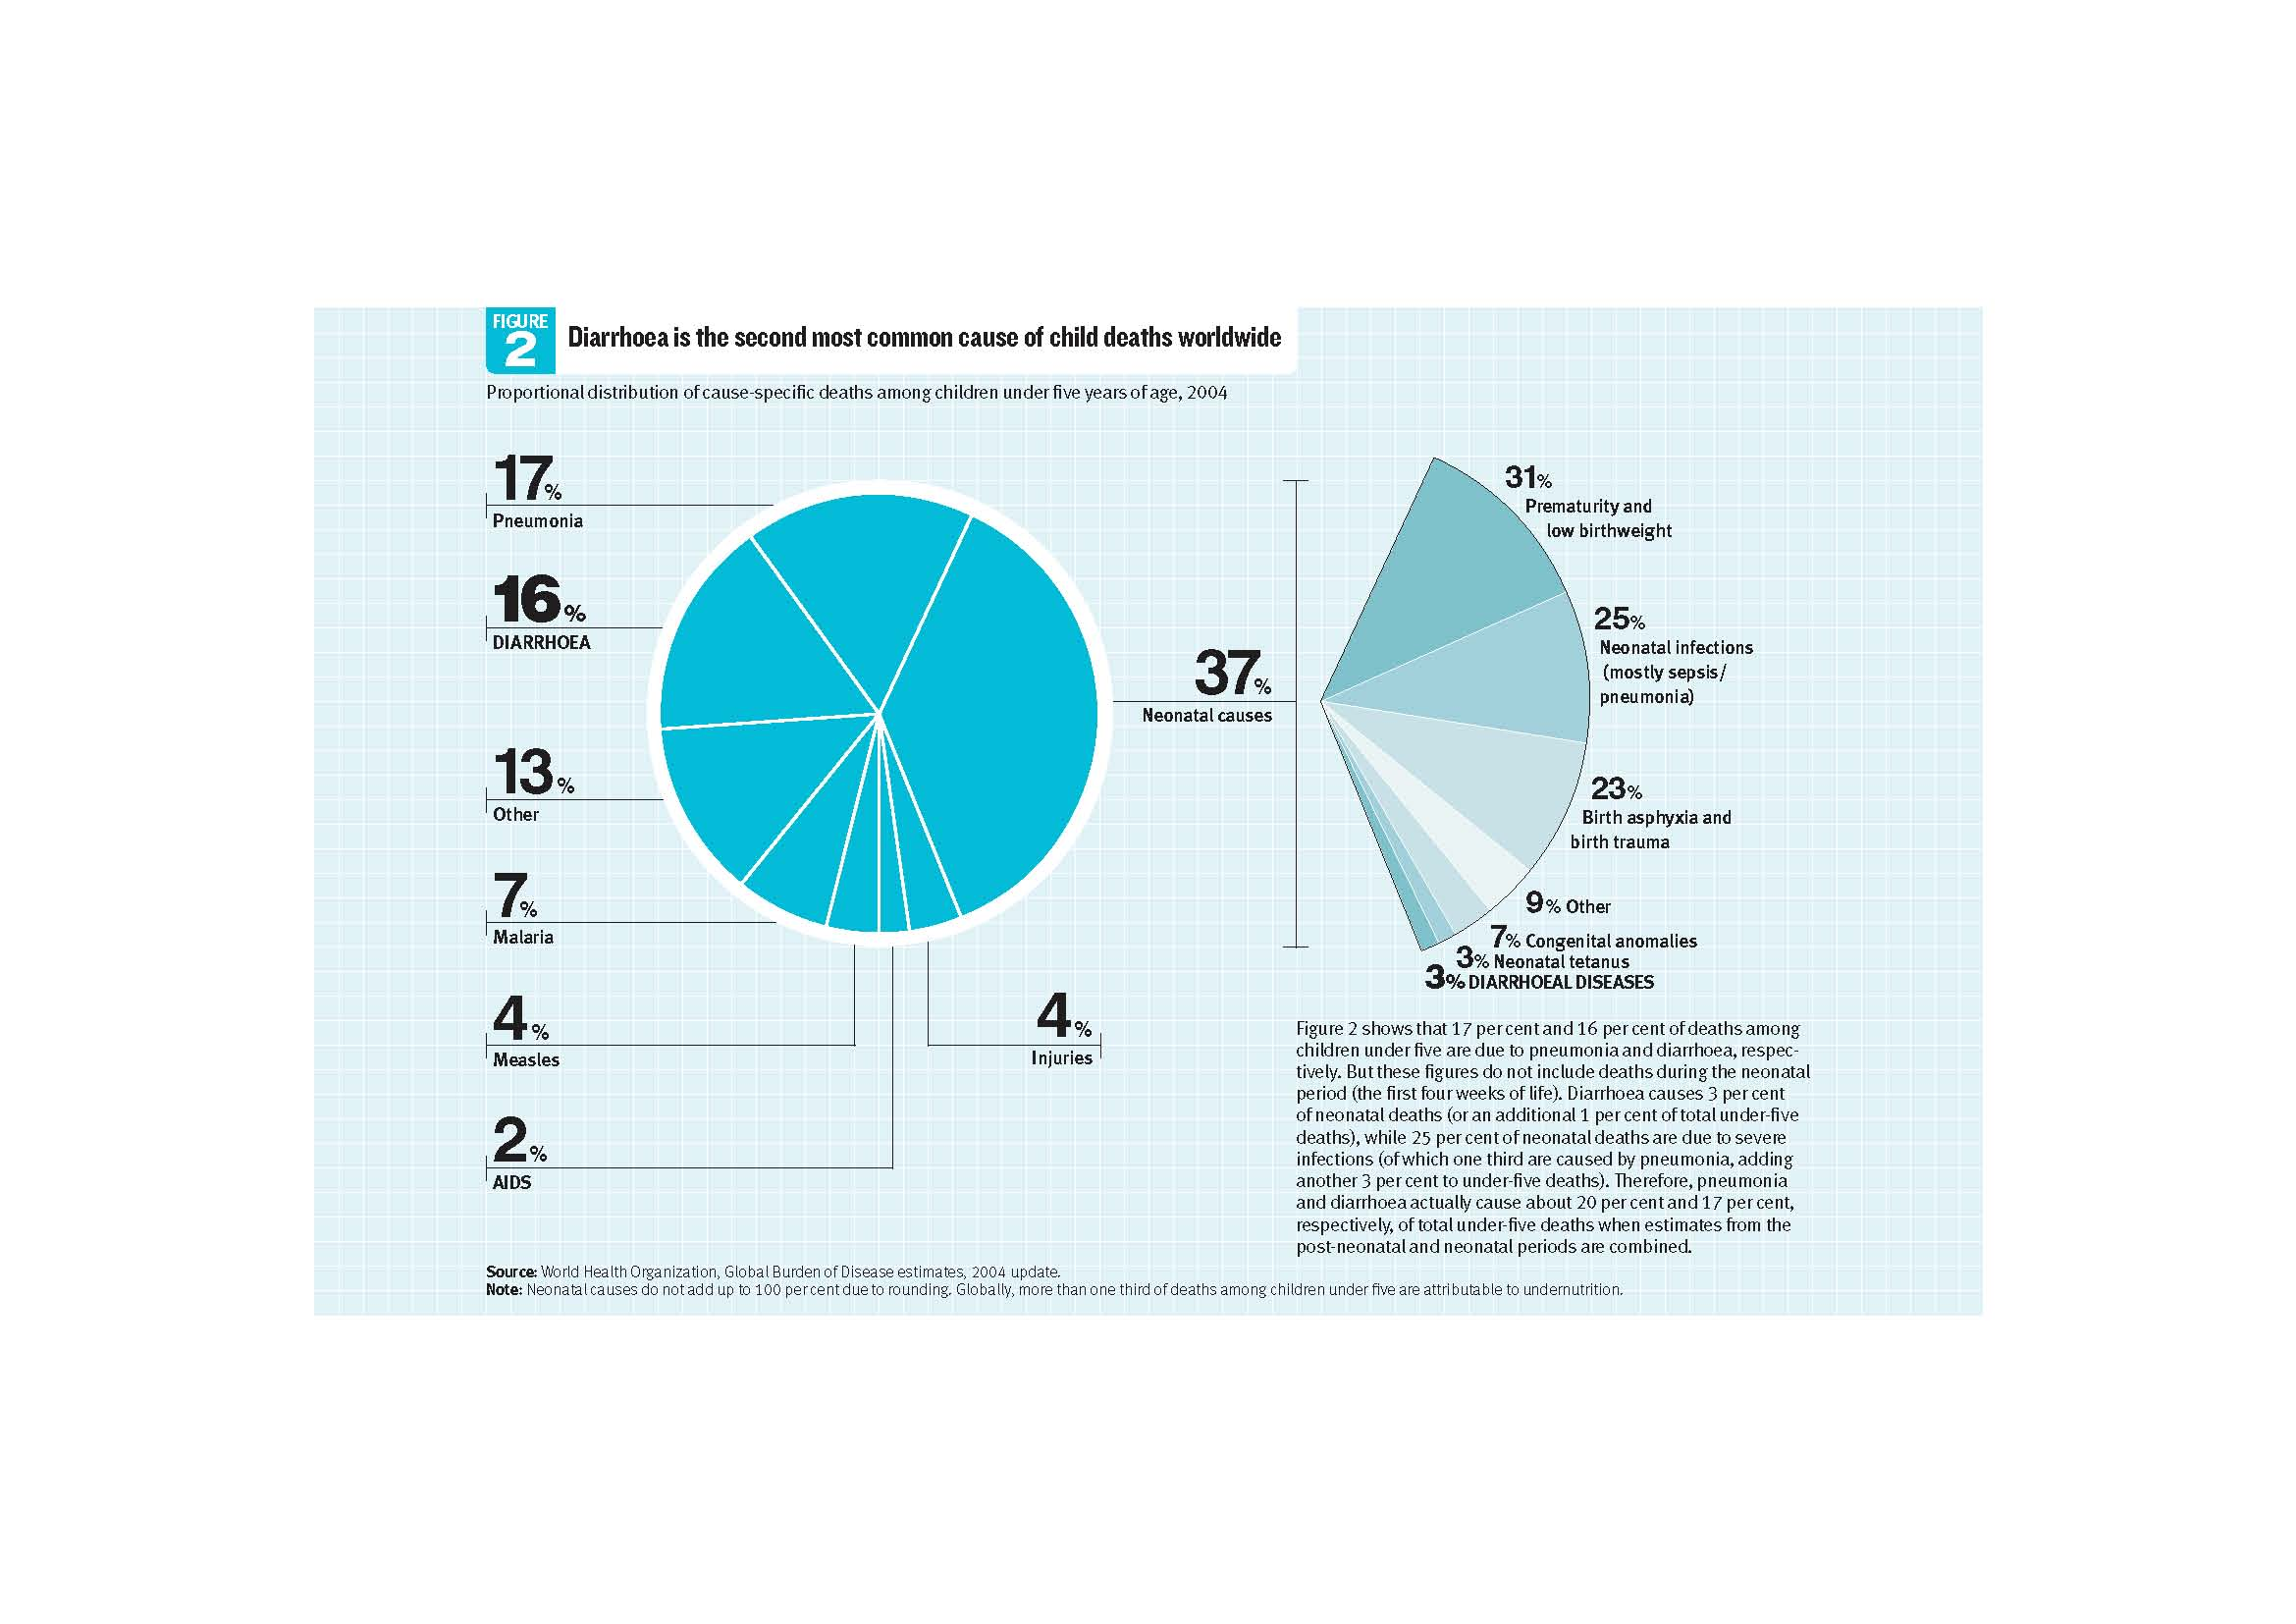 FIGURE
2
Diarrhoea is the second most common cause of child deaths worldwide
Proportional distribution of cause-specific deaths among children under five years of age, 2004
17%
Pneumonia
16%
DIARRHOEA
13%
Other
7%
Malaria
4%
Measles
2%
AIDS
4%
Injuries
37%
Neonatal causes
31%
Prematurity and
low birthweight
25%
Neonatal infections
(mostly sepsis/
pneumonia)
23%
Birth asphyxia and
birth trauma
9% Other
7% Congenital anomalies
3% Neonatal tetanus
3% DIARRHOEAL DISEASES
Figure 2 shows that 17 per cent and 16 per cent of deaths among
children under five are due to pneumonia and diarrhoea, respec-
tively. But these figures do not include deaths during the neonatal
period (the first four weeks of life). Diarrhoea causes 3 per cent
of neonatal deaths (or an additional 1 per cent of total under-five
deaths), while 25 per cent of neonatal deaths are due to severe
infections (of which one third are caused by pneumonia, adding
another 3 per cent to under-five deaths). Therefore, pneumonia
and diarrhoea actually cause about 20 per cent and 17 per cent,
respectively, of total under-five deaths when estimates from the
post-neonatal and neonatal periods are combined.
Source: World Health Organization, Global Burden of Disease estimates, 2004 update.
Note: Neonatal causes do not add up to 100 per cent due to rounding. Globally, more than one third of deaths among children under five are attributable to undernutrition.